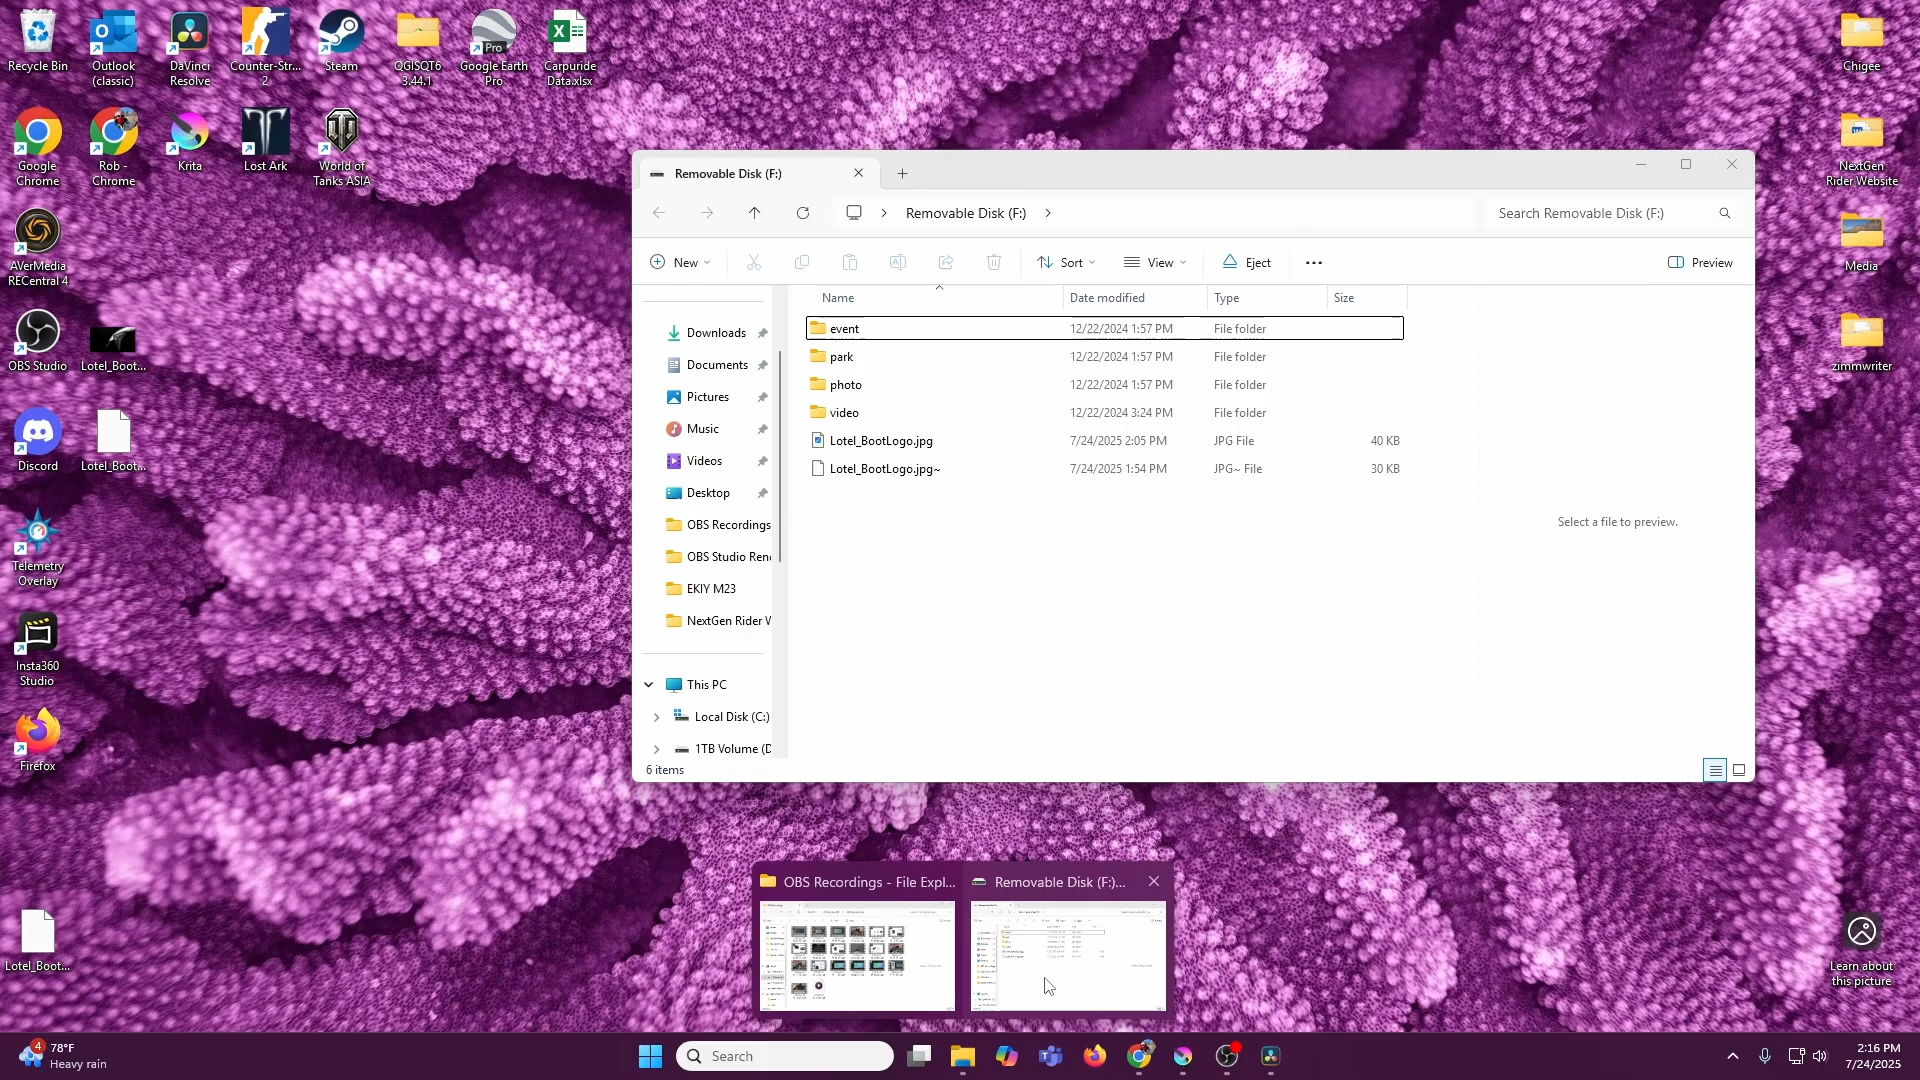 Recycle Bin
Outlook
(classic)
DaVinci
Resolve
Counter-Str...
2
Steam
QGISQT6
3.44.1
Pro
Google Earth
Pro
Carpuride
Data.xlsx
Chigee
Google
Chrome
Rob -
Chrome
Krita
Lost Ark
World of
Tanks ASIA
NextGen
Rider Website
AVerMedia
RECentral 4
Media
OBS Studio
Lotel_Boot...
zimmwriter
Discord
Lotel_Boot...
Telemetry
Overlay
Insta360
Studio
Firefox
Lotel_Boot...
Learn about
this picture
Removable Disk (F:)
Removable Disk (F:)
Search Removable Disk (F:)
New
Sort
View
Eject
Preview
Name
Date modified
Type
Size
event
12/22/2024 1:57 PM
File folder
park
12/22/2024 1:57 PM
File folder
photo
12/22/2024 1:57 PM
File folder
video
12/22/2024 3:24 PM
File folder
Lotel_BootLogo.jpg
7/24/2025 2:05 PM
JPG File
40 KB
Lotel_BootLogo.jpg~
7/24/2025 1:54 PM
JPG~ File
30 KB
Downloads
Documents
Pictures
Music
Videos
Desktop
OBS Recordings
OBS Studio Ren
EKIY M23
NextGen Rider W
This PC
Local Disk (C:)
1TB Volume (D
Select a file to preview.
6 items
OBS Recordings - File Expl...
Removable Disk (F:)...
4
78°F
Heavy rain
Search
2:16 PM
7/24/2025